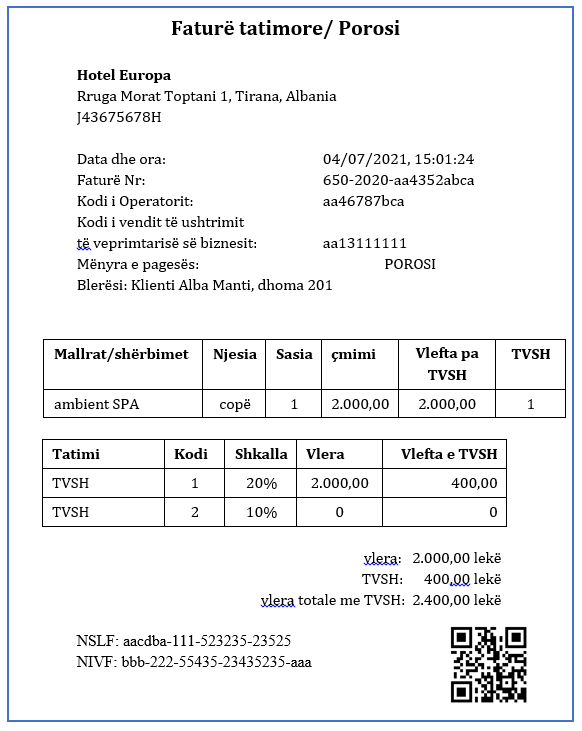 Faturë tatimore/ Porosi
Hotel Europa
Rruga Morat Toptani 1, Tirana, Albania
J43675678H
Data dhe ora: 04/07/2021, 15:01:24
Faturë Nr: 650-2020-aa4352abca
Kodi i Operatorit: aa46787bca
Kodi i vendit të ushtrimit
të veprimtarisë së biznesit: aa13111111
Mënyra e pagesës: POROSI
Blerësi: Klienti Alba Manti, dhoma 201
Mallrat/shërbimet Njesia Sasia çmimi Vlefta pa TVSH TVSH
ambient SPA copë 1 2.000,00 2.000,00 1
Tatimi Kodi Shkalla Vlera Vlefta e TVSH
TVSH 1 20% 2.000,00 400,00
TVSH 2 10% 0 0
vlera: 2.000,00 lekë
TVSH: 400,00 lekë
vlera totale me TVSH: 2.400,00 lekë
NSLF: aacdba-111-523235-23525
NIVF: bbb-222-55435-23435235-aaa